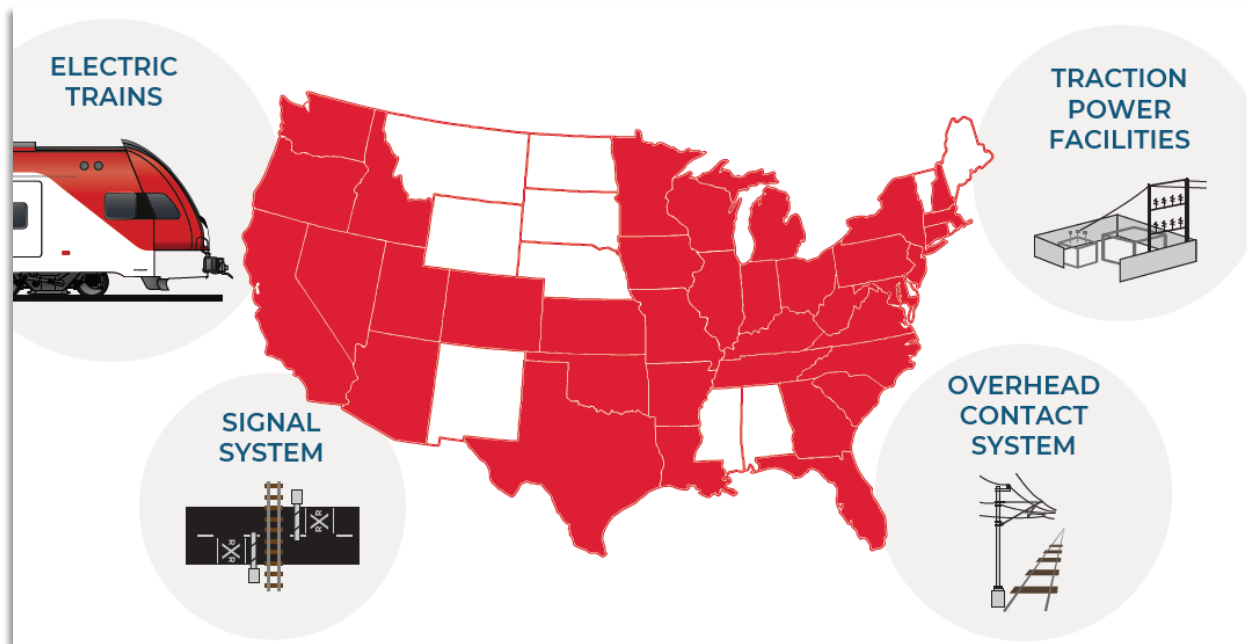 ELECTRIC
TRAINS
TRACTION
POWER
FACILITIES
SIGNAL
SYSTEM
R R
R R
OVERHEAD
CONTACT
SYSTEM